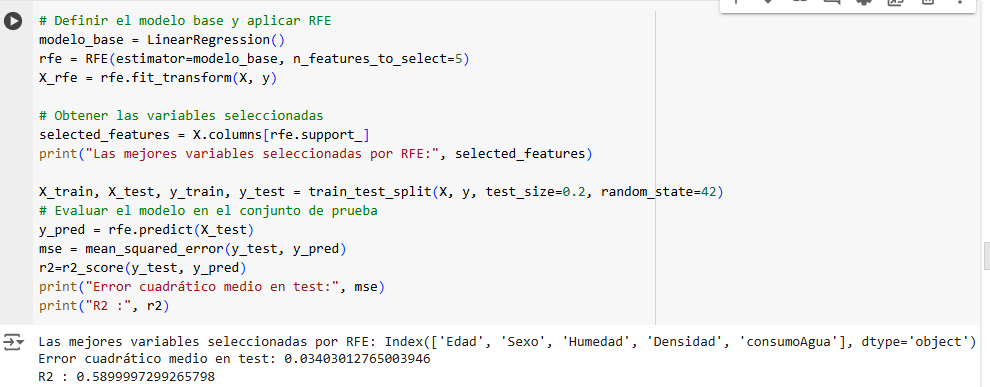 # Definir el modelo base y aplicar RFE
modelo_base = LinearRegression()
rfe = RFE(estimator=modelo_base, n_features_to_select=5)
X_rfe = rfe.fit_transform(X, y)
# Obtener las variables seleccionadas
selected_features = X.columns[rfe.support_]
print("Las mejores variables seleccionadas por RFE:", selected_features)
X_train, X_test, y_train, y_test = train_test_split(X, y, test_size=0.2, random_state=42)
# Evaluar el modelo en el conjunto de prueba
y_pred = rfe.predict(X_test)
mse = mean_squared_error(y_test, y_pred)
r2=r2_score(y_test, y_pred)
print("Error cuadrático medio en test:", mse)
print("R2 :", r2)
Las mejores variables seleccionadas por RFE: Index(['Edad', 'Sexo', 'Humedad', 'Densidad', 'consumoAgua'], dtype='object')
Error cuadrático medio en test: 0.03403012765003946
R2 : 0.5899997299265798